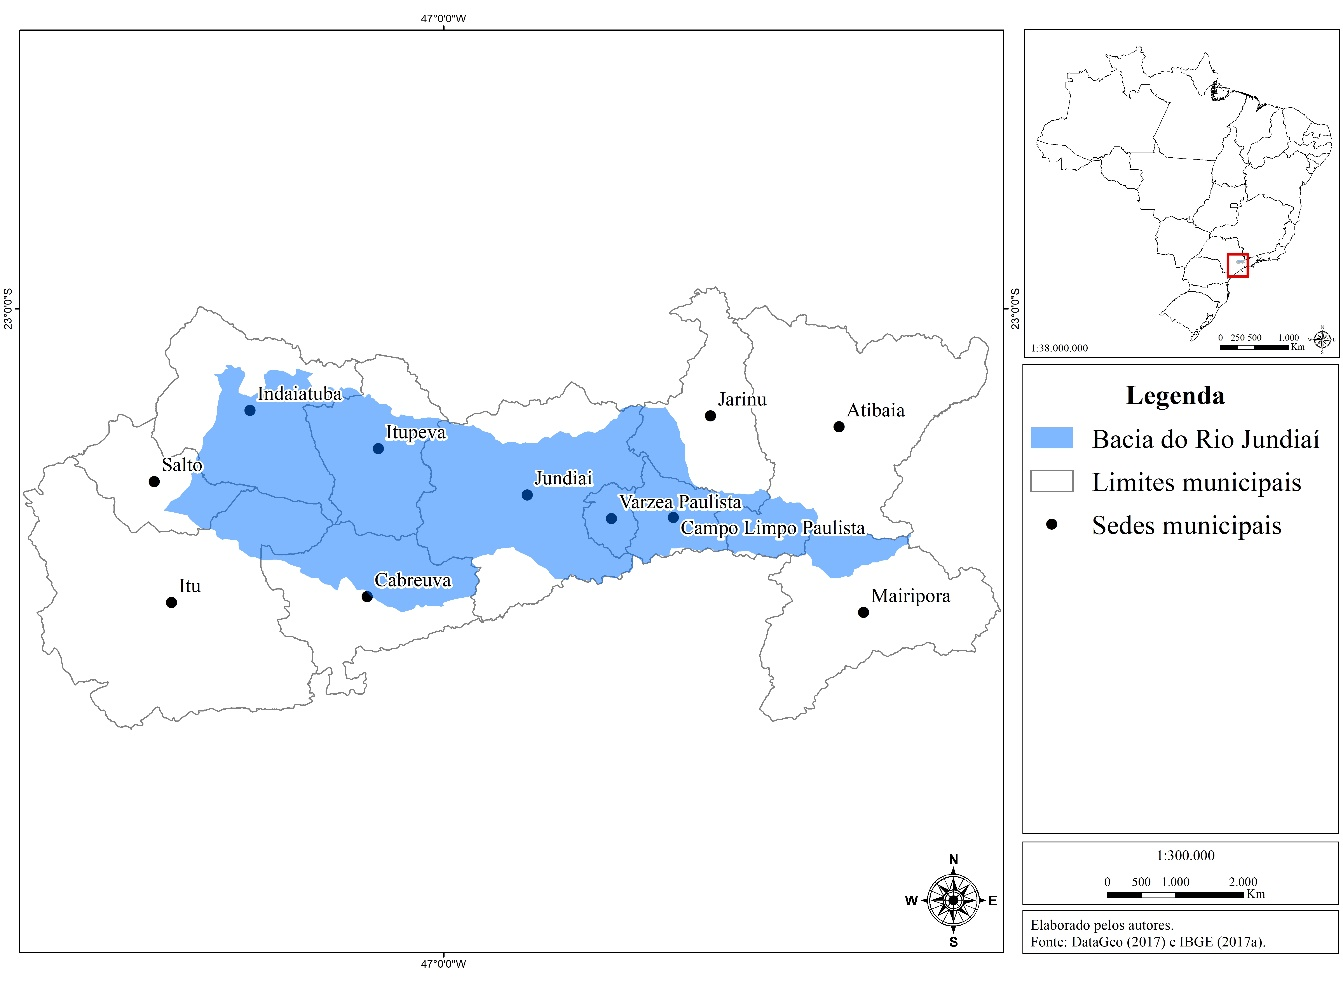 47°0'0"W
23°0'0"S
23°0'0"S
Indaiatuba
Itupeva
Jarinu
Atibaia
Salto
Jundiai
Varzea Paulista
Campo Limpo Paulista
Itu
Cabreuva
Mairipora
N
W E
S
47°0'0"W
N
S
0 250 500 1.000
Km
1:38.000.000
Legenda
Bacia do Rio Jundiaí
Limites municipais
Sedes municipais
1:300.000
0 500 1.000 2.000
Km
Elaborado pelos autores.
Fonte: DataGeo (2017) e IBGE (2017a).